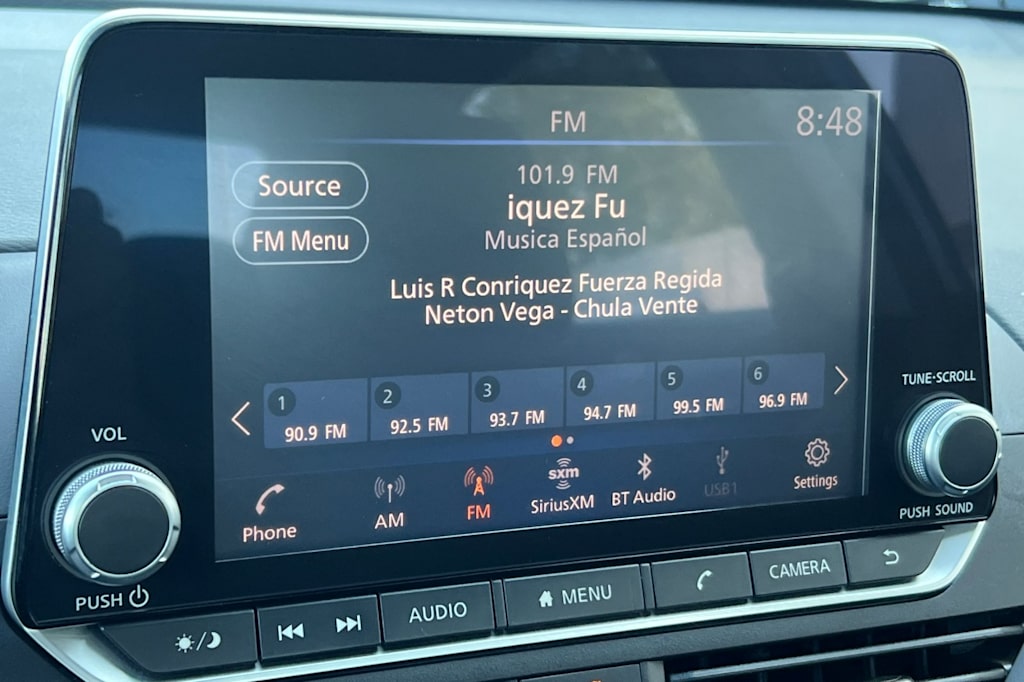 FM
8:48
Source
101.9 FM
iquez Fu
FM Menu
Musica Español
Luis R Conriquez Fuerza Regida
Neton Vega - Chula Vente
1 2 3 4 5 6
90.9 FM 92.5 FM 93.7 FM 94.7 FM 99.5 FM 96.9 FM
sxm
Phone AM FM SiriusXM BT Audio USB1 Settings
VOL
PUSH
TUNE·SCROLL
PUSH SOUND
AUDIO MENU CAMERA